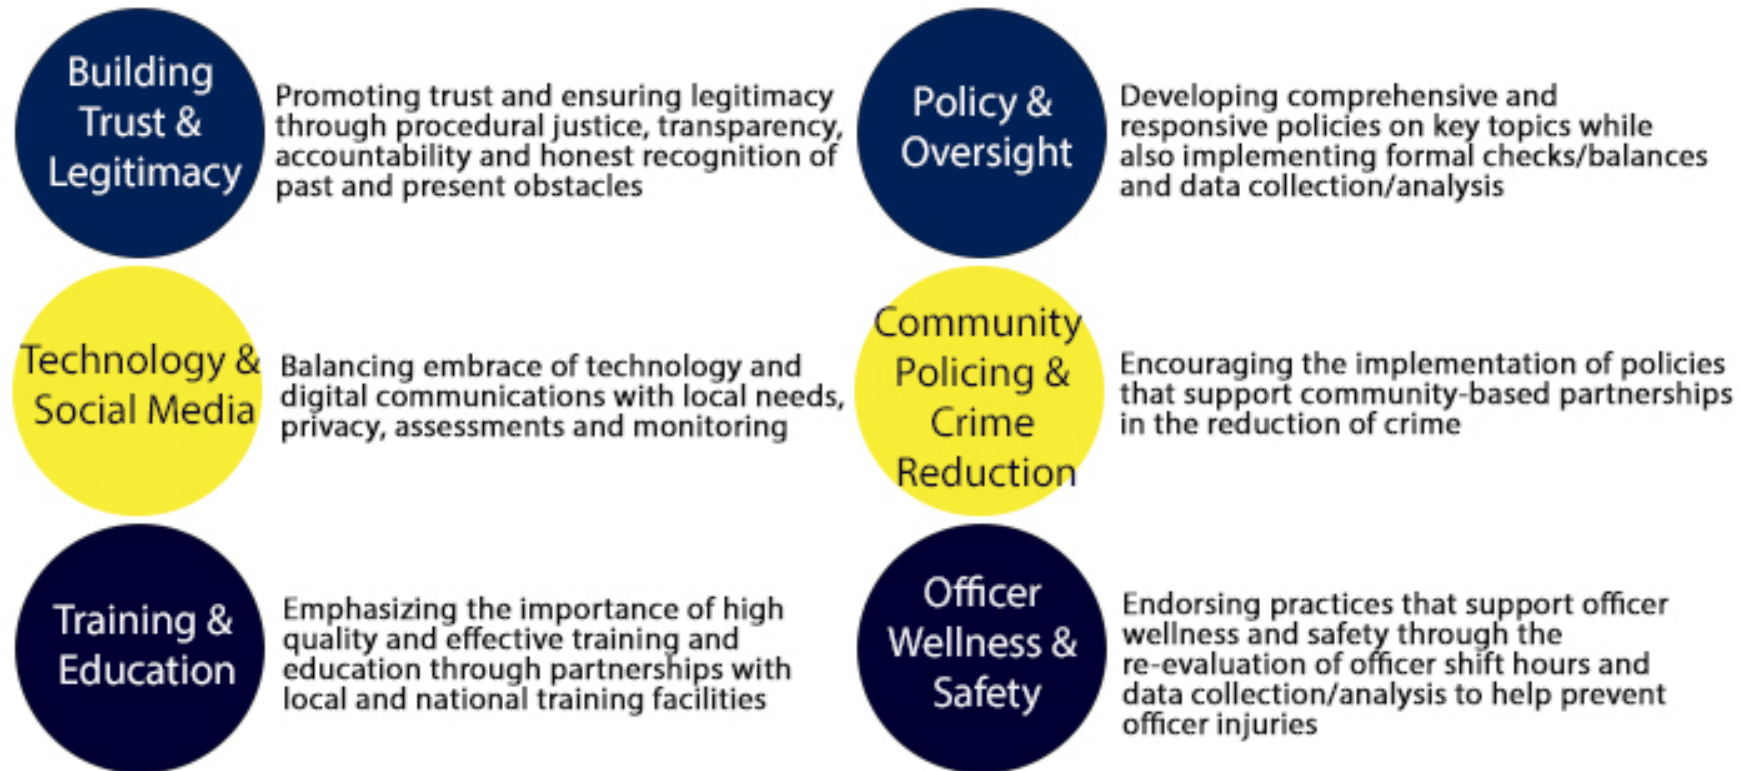 Building
Trust &
Legitimacy
Promoting trust and ensuring legitimacy
through procedural justice, transparency,
accountability and honest recognition of
past and present obstacles
Policy &
Oversight
Developing comprehensive and
responsive policies on key topics while
also implementing formal checks/balances
and data collection/analysis
Technology &
Social Media
Balancing embrace of technology and
digital communications with local needs,
privacy, assessments and monitoring
Community
Policing &
Crime
Reduction
Encouraging the implementation of policies
that support community-based partnerships
in the reduction of crime
Training &
Education
Emphasizing the importance of high
quality and effective training and
education through partnerships with
local and national training facilities
Officer
Wellness &
Safety
Endorsing practices that support officer
wellness and safety through the
re-evaluation of officer shift hours and
data collection/analysis to help prevent
officer injuries